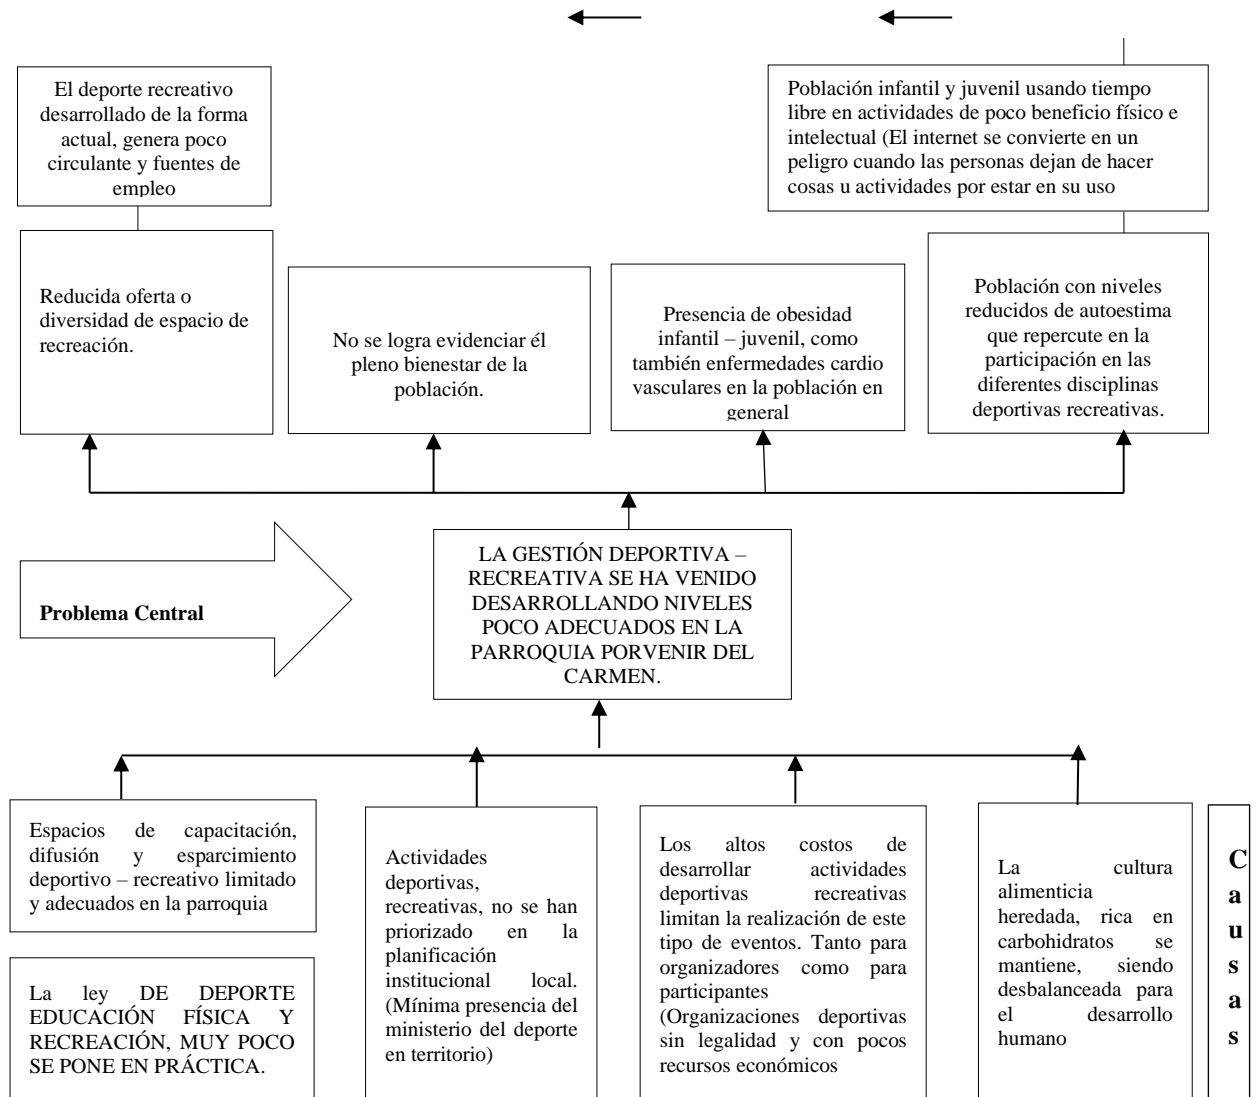 El deporte recreativo
desarrollado de la forma
actual, genera poco
circulante y fuentes de
empleo
Población infantil y juvenil usando tiempo
libre en actividades de poco beneficio físico e
intelectual (El internet se convierte en un
peligro cuando las personas dejan de hacer
cosas u actividades por estar en su uso
Reducida oferta o
diversidad de espacio de
recreación.
No se logra evidenciar él
pleno bienestar de la
población.
Presencia de obesidad
infantil – juvenil, como
también enfermedades cardio
vasculares en la población en
general
Población con niveles
reducidos de autoestima
que repercute en la
participación en las
diferentes disciplinas
deportivas recreativas.
Problema Central
LA GESTIÓN DEPORTIVA –
RECREATIVA SE HA VENIDO
DESARROLLANDO NIVELES
POCO ADECUADOS EN LA
PARROQUIA PORVENIR DEL
CARMEN.
Espacios de capacitación,
difusión y esparcimiento
deportivo – recreativo limitado
y adecuados en la parroquia
La ley DE DEPORTE
EDUCACIÓN FÍSICA Y
RECREACIÓN, MUY POCO
SE PONE EN PRÁCTICA.
Actividades
deportivas,
recreativas, no se han
priorizado en la
planificación
institucional local.
(Mínima presencia del
ministerio del deporte
en territorio)
Los altos costos de
desarrollar actividades
deportivas recreativas
limitan la realización de este
tipo de eventos. Tanto para
organizadores como para
participantes
(Organizaciones deportivas
sin legalidad y con pocos
recursos económicos
La cultura
alimenticia
heredada, rica en
carbohidratos se
mantiene, siendo
desbalanceada para
el desarrollo
humano
C
a
u
s
a
s